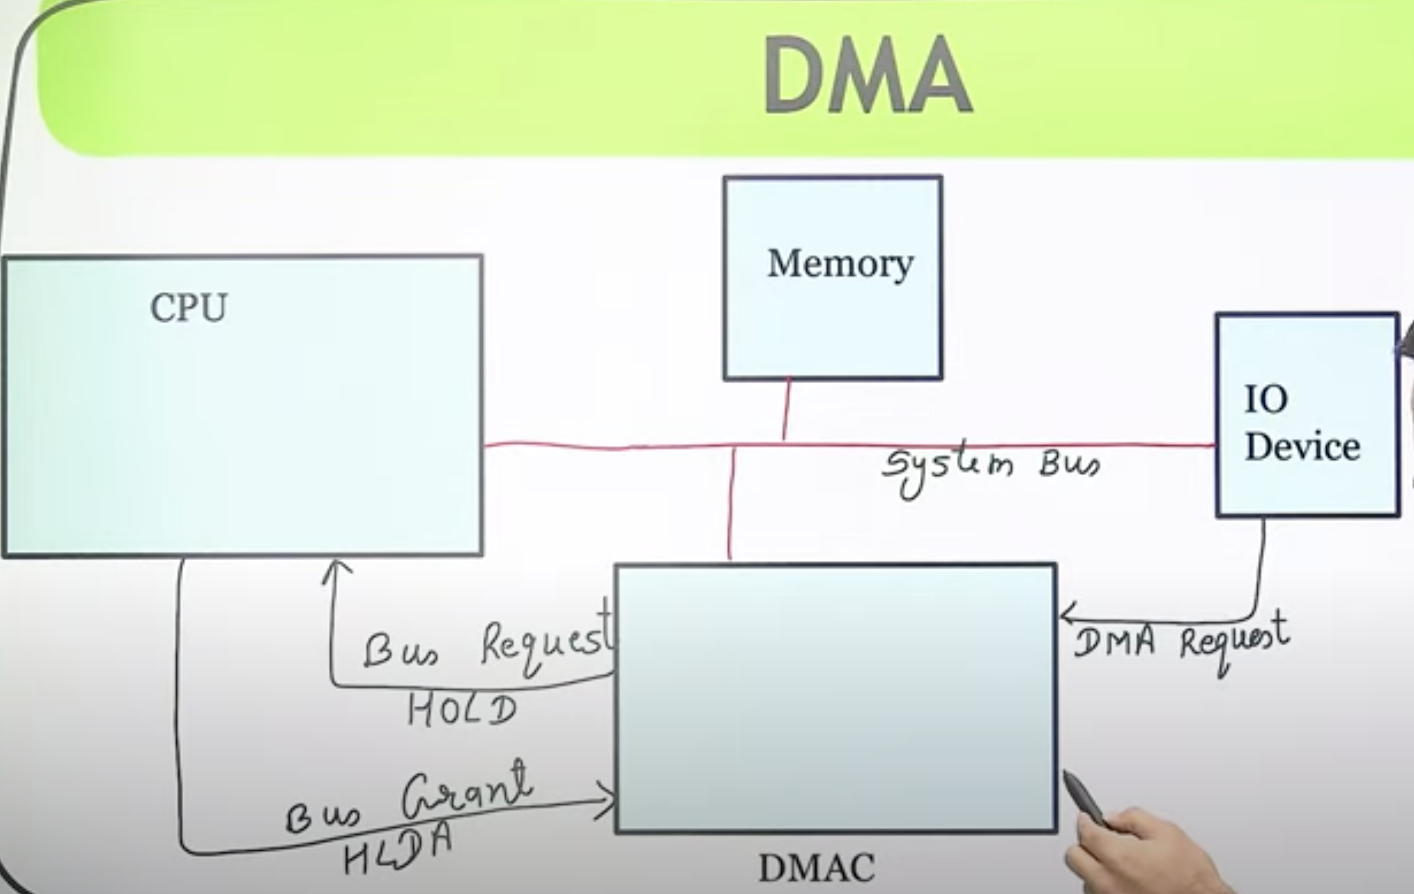 DMA
Memory
CPU
IO
Device
System Bus
Bus Request
HOLD
DMA Request
Bus Grant
HLDA
DMAC